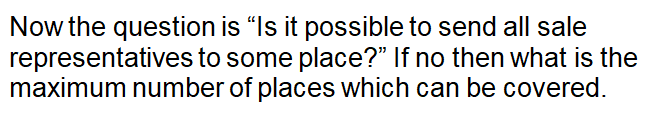 Now the question is “Is it possible to send all sale
representatives to some place?” If no then what is the
maximum number of places which can be covered.